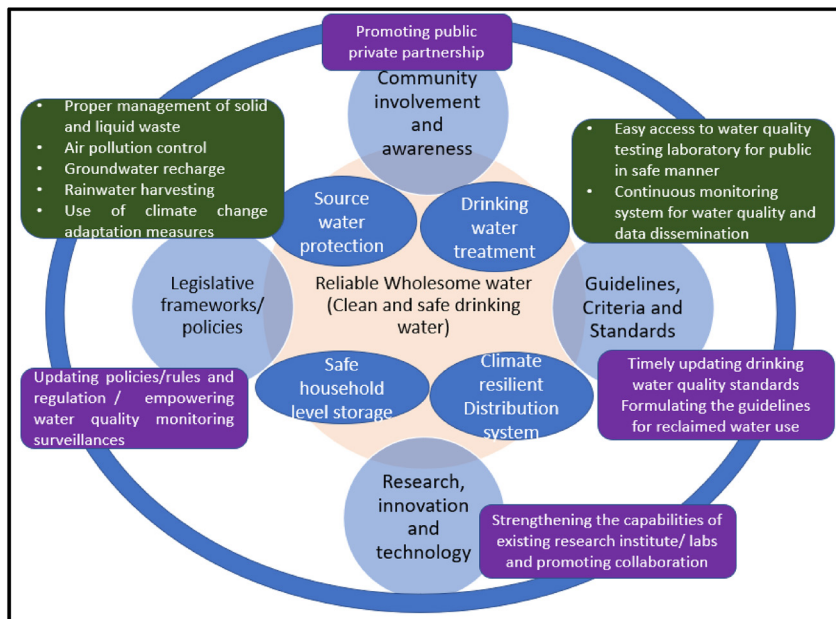 Promoting public
private partnership
Community
involvement
and
awareness
• Proper management of solid
and liquid waste
• Air pollution control
• Groundwater recharge
• Rainwater harvesting
• Use of climate change
adaptation measures
• Easy access to water quality
testing laboratory for public
in safe manner
• Continuous monitoring
system for water quality and
data dissemination
Source
water
protection
Drinking
water
treatment
Legislative
frameworks/
policies
Reliable Wholesome water
(Clean and safe drinking
water)
Guidelines,
Criteria and
Standards
Safe
household
level storage
Climate
resilient
Distribution
system
Updating policies/rules and
regulation / empowering
water quality monitoring
surveillances
Timely updating drinking
water quality standards
Formulating the guidelines
for reclaimed water use
Research,
innovation
and
technology
Strengthening the capabilities of
existing research institute/ labs
and promoting collaboration